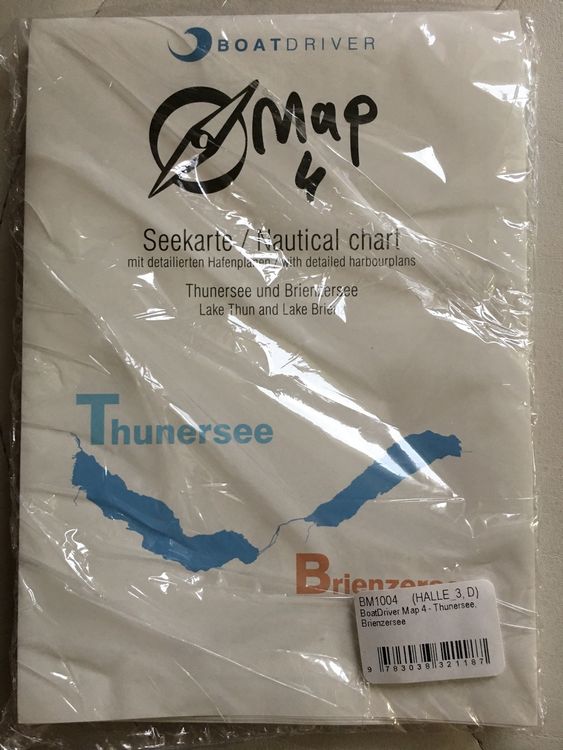 BOATDRIVER
Map
4
Seekarte / Nautical chart
mit detaillierten Hafenplänen / with detailed harbourplans
Thunersee und Brienzersee
Lake Thun and Lake Brienz
Thunersee
Brienzersee
BM1004 (HALLE_3, D)
BoatDriver Map 4 - Thunersee,
Brienzersee
9 783038 321187